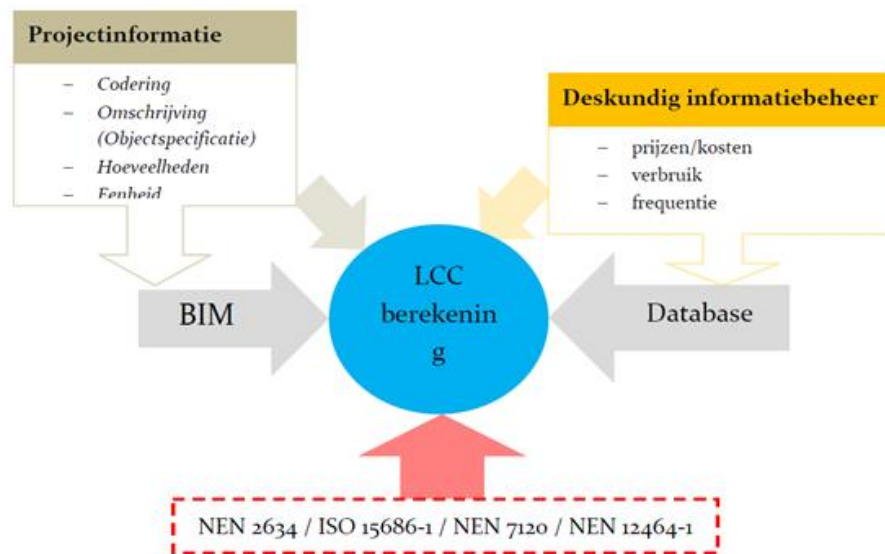 Projectinformatie
– Codering
– Omschrijving
(Objectspecificatie)
– Hoeveelheden
– Eenheid
Deskundig informatiebeheer
– prijzen/kosten
– verbruik
– frequentie
LCC
berekenin
g
BIM
Database
NEN 2634 / ISO 15686-1 / NEN 7120 / NEN 12464-1